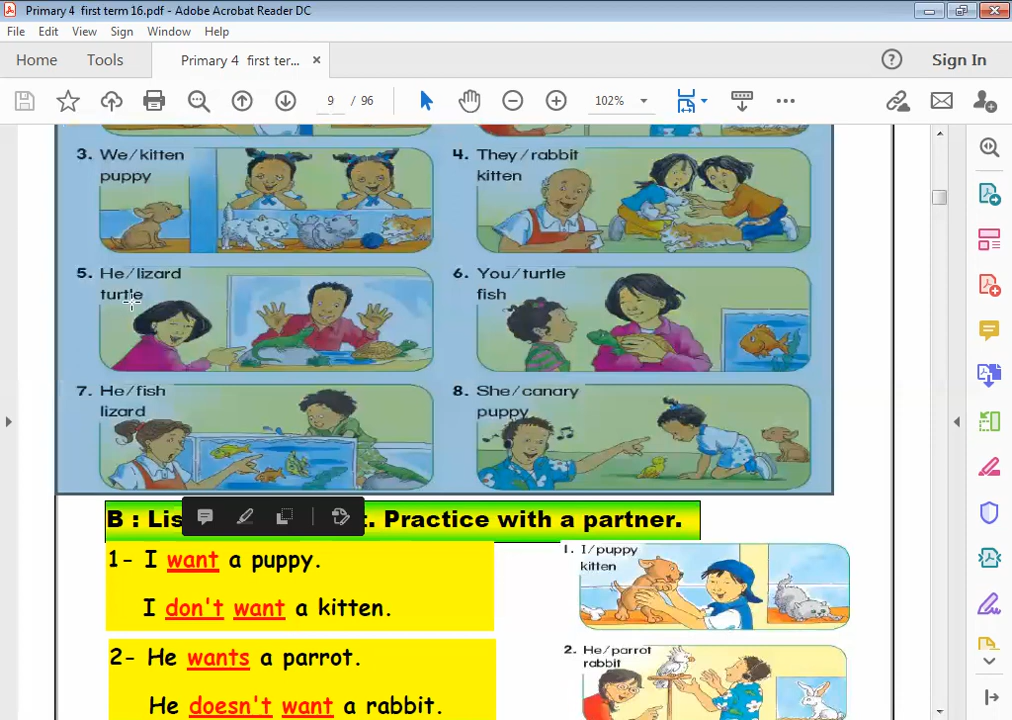 Primary 4 first term 16.pdf - Adobe Acrobat Reader DC
File Edit View Sign Window Help
Home Tools Primary 4 first ter... × Sign In
9 / 96 102%
3. We/kitten
puppy
4. They/rabbit
kitten
5. He/lizard
turtle
6. You/turtle
fish
7. He/fish
lizard
8. She/canary
puppy
B : Lis t. Practice with a partner.
1- I want a puppy.
I don't want a kitten.
1. I/puppy
kitten
2- He wants a parrot.
He doesn't want a rabbit.
2. He/parrot
rabbit